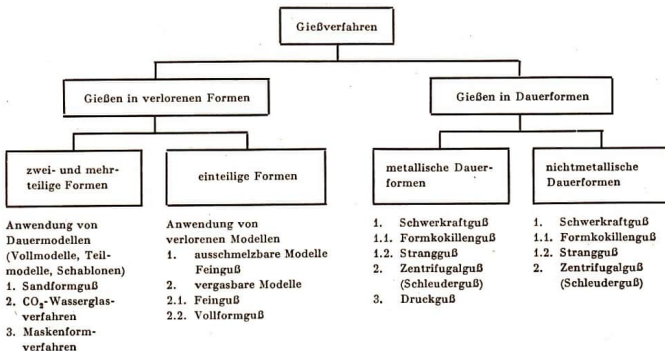 Gießverfahren
Gießen in verlorenen Formen
Gießen in Dauerformen
zwei- und mehr-
teilige Formen
einteilige Formen
metallische Dauer-
formen
nichtmetallische
Dauerformen
Anwendung von
Dauermodellen
(Vollmodelle, Teil-
modelle, Schablonen)
1. Sandformguß
2. CO₂-Wasserglas-
verfahren
3. Maskenform-
verfahren
Anwendung von
verlorenen Modellen
1. ausschmelzbare Modelle
Feinguß
2. vergasbare Modelle
2.1. Feinguß
2.2. Vollformguß
1. Schwerkraftguß
1.1. Formkokillenguß
1.2. Strangguß
2. Zentrifugalguß
(Schleuderguß)
3. Druckguß
1. Schwerkraftguß
1.1. Formkokillenguß
1.2. Strangguß
2. Zentrifugalguß
(Schleuderguß)